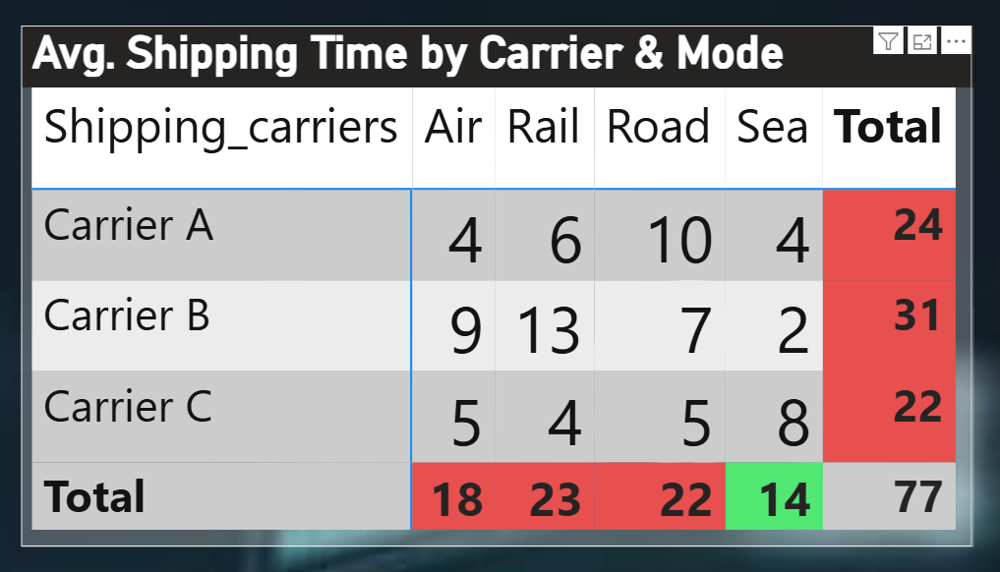 Avg. Shipping Time by Carrier & Mode
Shipping_carriers Air Rail Road Sea Total
Carrier A 4 6 10 4 24
Carrier B 9 13 7 2 31
Carrier C 5 4 5 8 22
Total 18 23 22 14 77